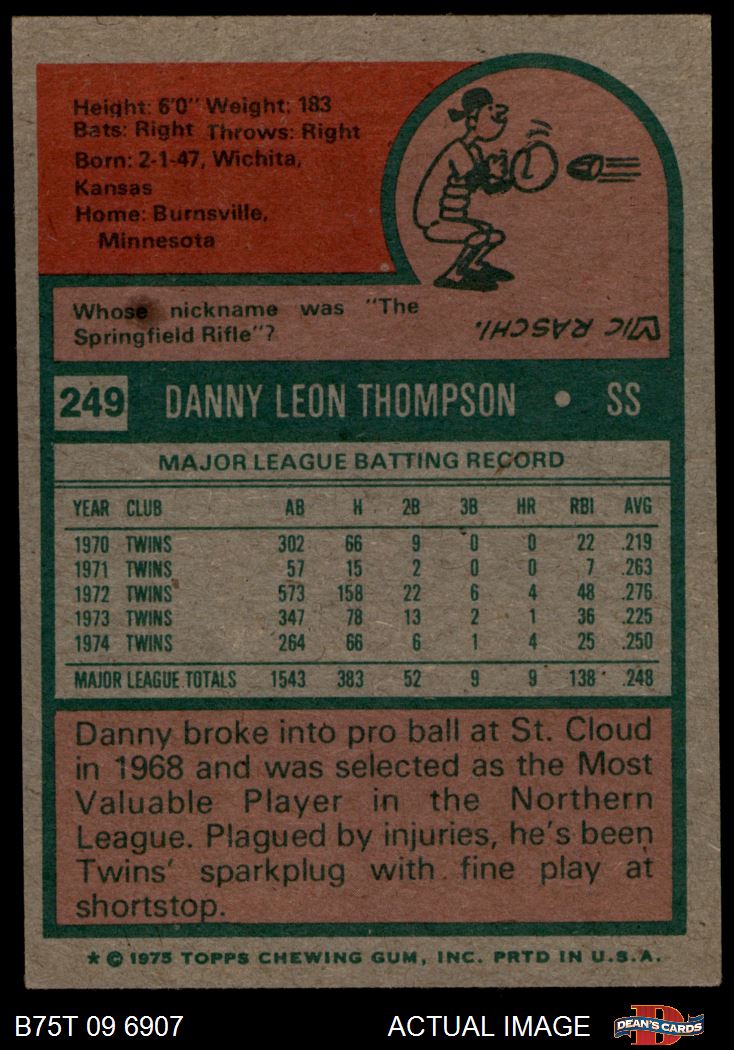 Height: 6'0" Weight: 183
Bats: Right Throws: Right
Born: 2-1-47, Wichita,
Kansas
Home: Burnsville,
Minnesota
Whose nickname was "The
Springfield Rifle"?
VIC RASCHI.
249 DANNY LEON THOMPSON • SS
MAJOR LEAGUE BATTING RECORD
YEAR CLUB AB H 2B 3B HR RBI AVG
1970 TWINS 302 66 9 0 0 22 .219
1971 TWINS 57 15 2 0 0 7 .263
1972 TWINS 573 158 22 6 4 48 .276
1973 TWINS 347 78 13 2 1 36 .225
1974 TWINS 264 66 6 1 4 25 .250
MAJOR LEAGUE TOTALS 1543 383 52 9 9 138 .248
Danny broke into pro ball at St. Cloud
in 1968 and was selected as the Most
Valuable Player in the Northern
League. Plagued by injuries, he's been
Twins' sparkplug with fine play at
shortstop.
* © 1975 TOPPS CHEWING GUM, INC. PRTD IN U.S.A.
B75T 09 6907 ACTUAL IMAGE DEAN'S CARDS